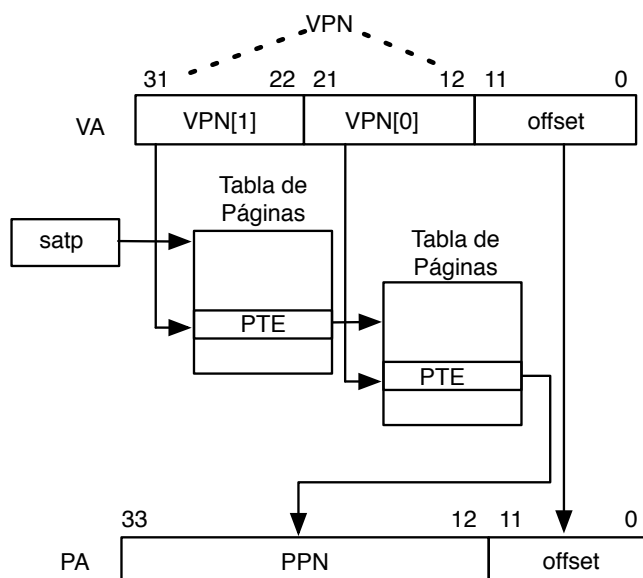 VPN
31 22 21 12 11 0
VA VPN[1] VPN[0] offset
Tabla de
Páginas
satp
Tabla de
Páginas
PTE
PTE
33 12 11 0
PA PPN offset